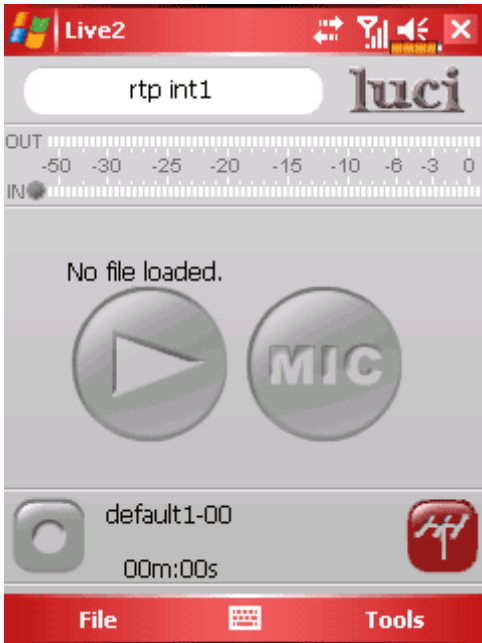 Live2
rtp int1
luci
OUT
-50 -30 -25 -20 -15 -10 -6 -3 0
IN
No file loaded.
MIC
default1-00
00m:00s
File Tools